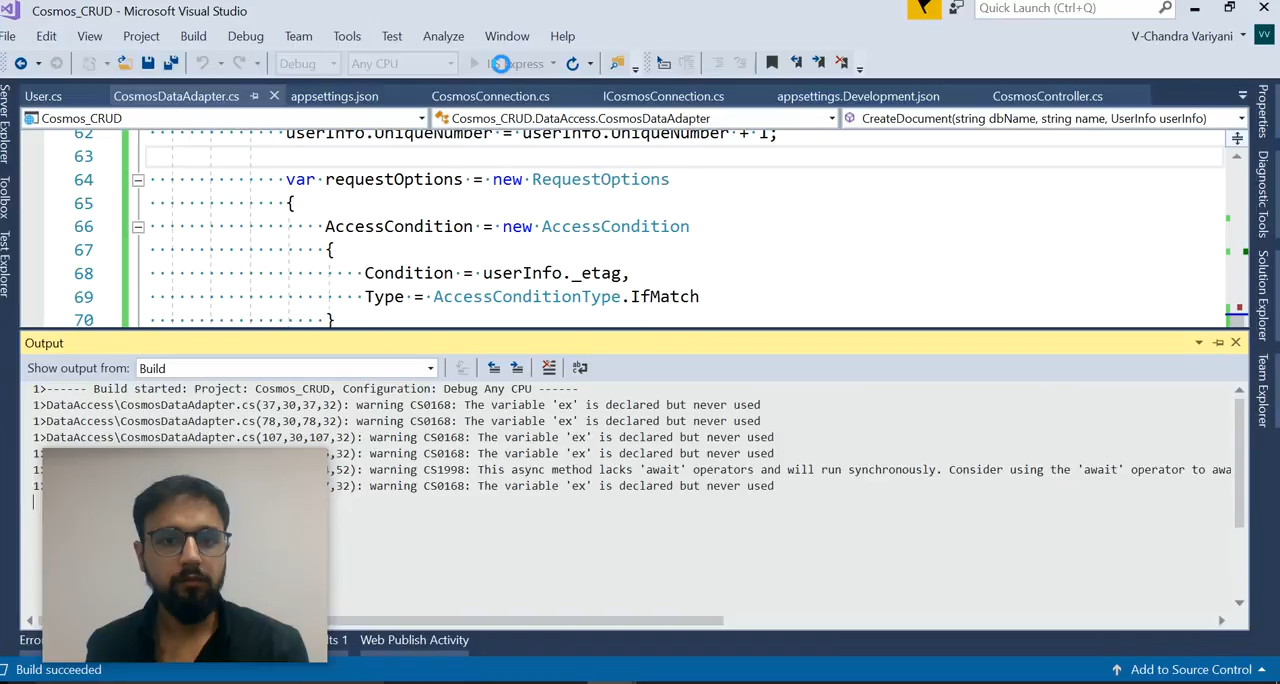 Cosmos_CRUD - Microsoft Visual Studio
Quick Launch (Ctrl+Q)
File Edit View Project Build Debug Team Tools Test Analyze Window Help
V-Chandra Variyani
VV
Debug Any CPU Express
User.cs CosmosDataAdapter.cs appsettings.json CosmosConnection.cs ICosmosConnection.cs appsettings.Development.json CosmosController.cs
Cosmos_CRUD Cosmos_CRUD.DataAccess.CosmosDataAdapter CreateDocument(string dbName, string name, UserInfo userInfo)
62 userInfo.UniqueNumber = userInfo.UniqueNumber + 1;
63
64 var requestOptions = new RequestOptions
65 {
66 AccessCondition = new AccessCondition
67 {
68 Condition = userInfo._etag,
69 Type = AccessConditionType.IfMatch
70 }
Server Explorer
Toolbox
Test Explorer
Properties
Diagnostic Tools
Solution Explorer
Team Explorer
Output
Show output from: Build
1>------ Build started: Project: Cosmos_CRUD, Configuration: Debug Any CPU ------
1>DataAccess\CosmosDataAdapter.cs(37,30,37,32): warning CS0168: The variable 'ex' is declared but never used
1>DataAccess\CosmosDataAdapter.cs(78,30,78,32): warning CS0168: The variable 'ex' is declared but never used
1>DataAccess\CosmosDataAdapter.cs(107,30,107,32): warning CS0168: The variable 'ex' is declared but never used
,32): warning CS0168: The variable 'ex' is declared but never used
,52): warning CS1998: This async method lacks 'await' operators and will run synchronously. Consider using the 'await' operator to awa
,32): warning CS0168: The variable 'ex' is declared but never used
Web Publish Activity
Build succeeded
Add to Source Control